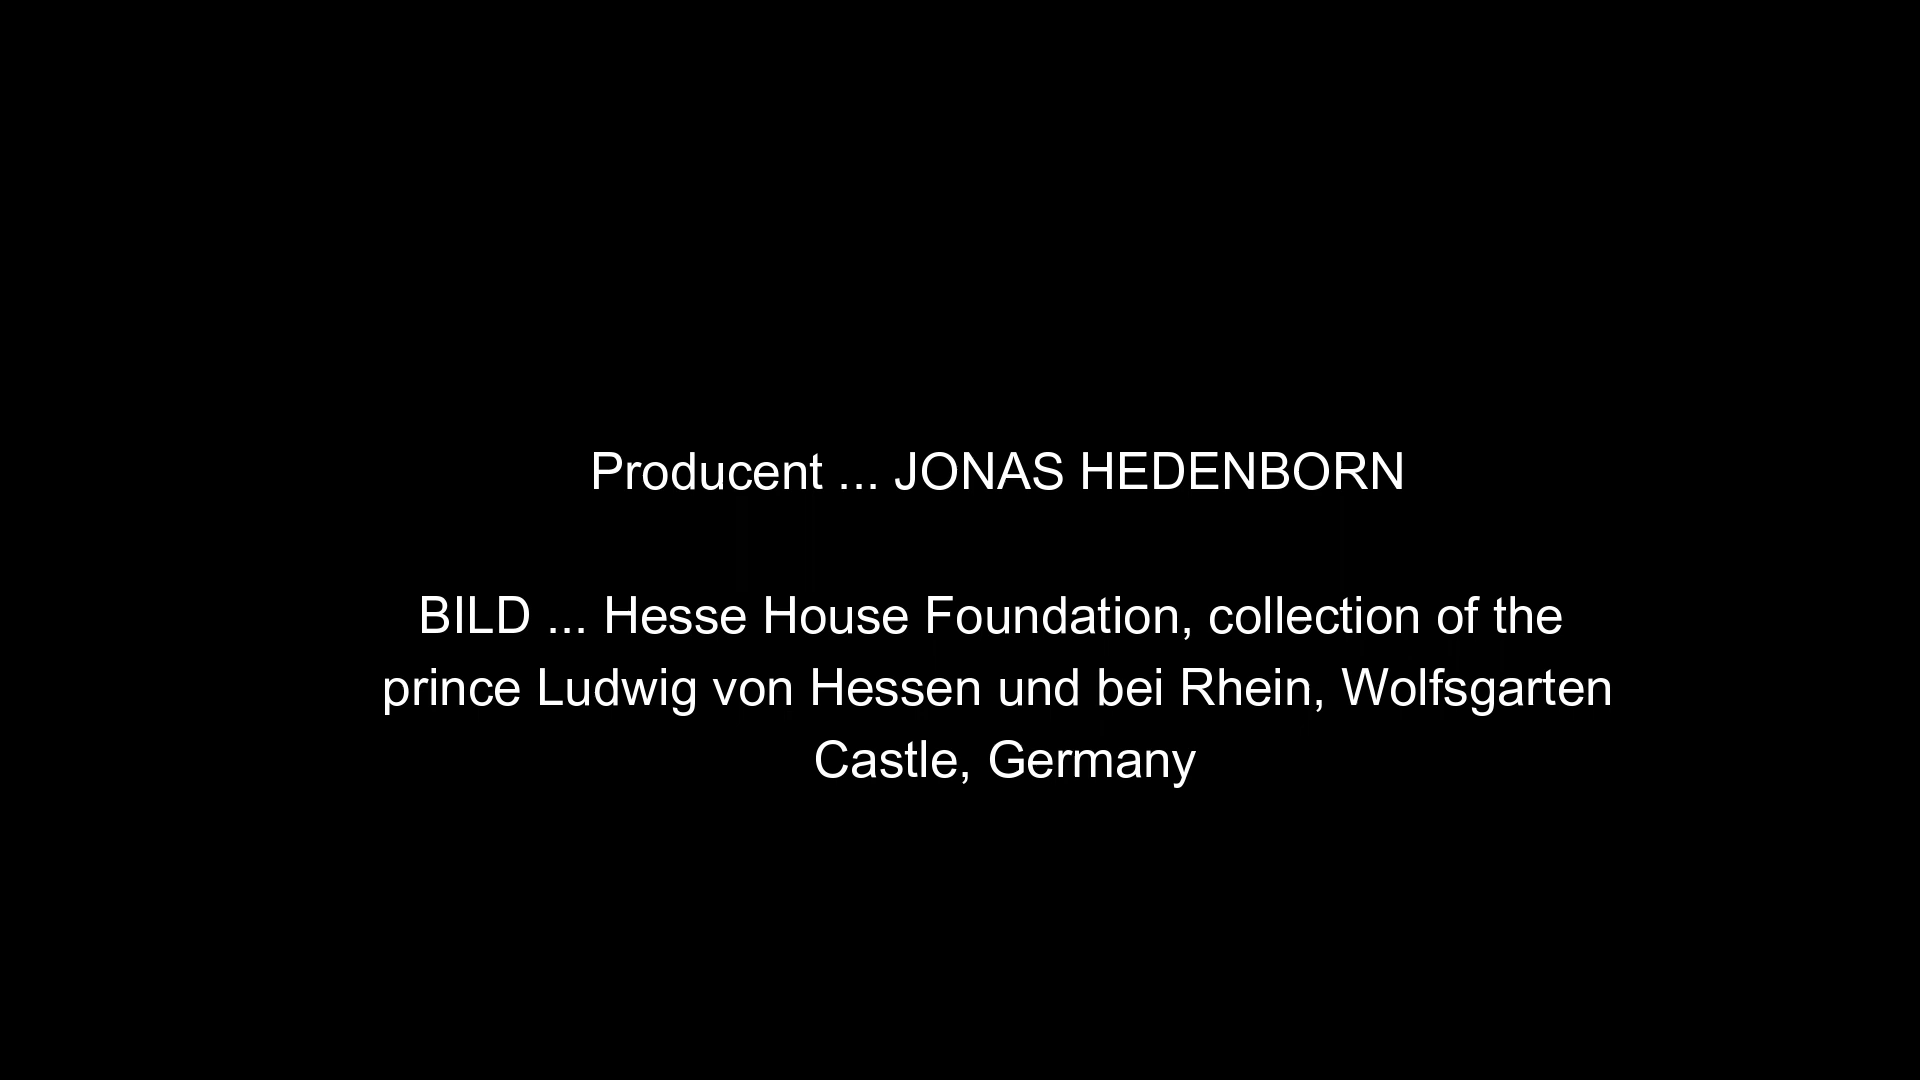 Producent ... JONAS HEDENBORN
BILD ... Hesse House Foundation, collection of the
prince Ludwig von Hessen und bei Rhein, Wolfsgarten
Castle, Germany